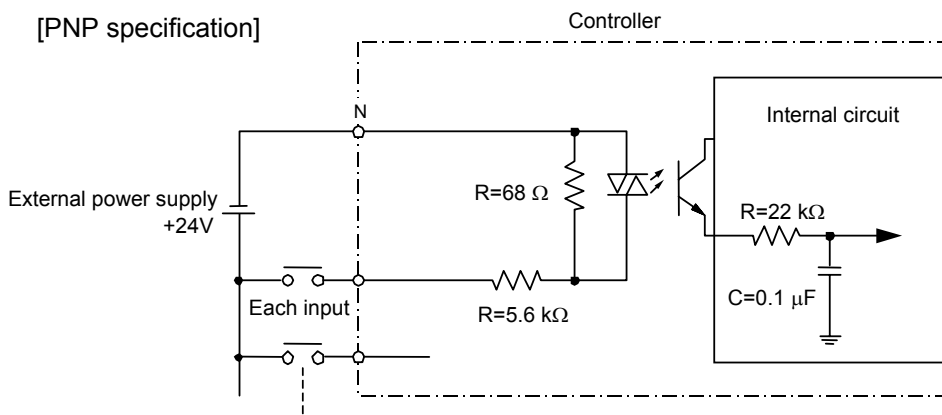 [PNP specification]
Controller
N
Internal circuit
External power supply
+24V
R=68 Ω
R=22 kΩ
Each input
R=5.6 kΩ
C=0.1 μF